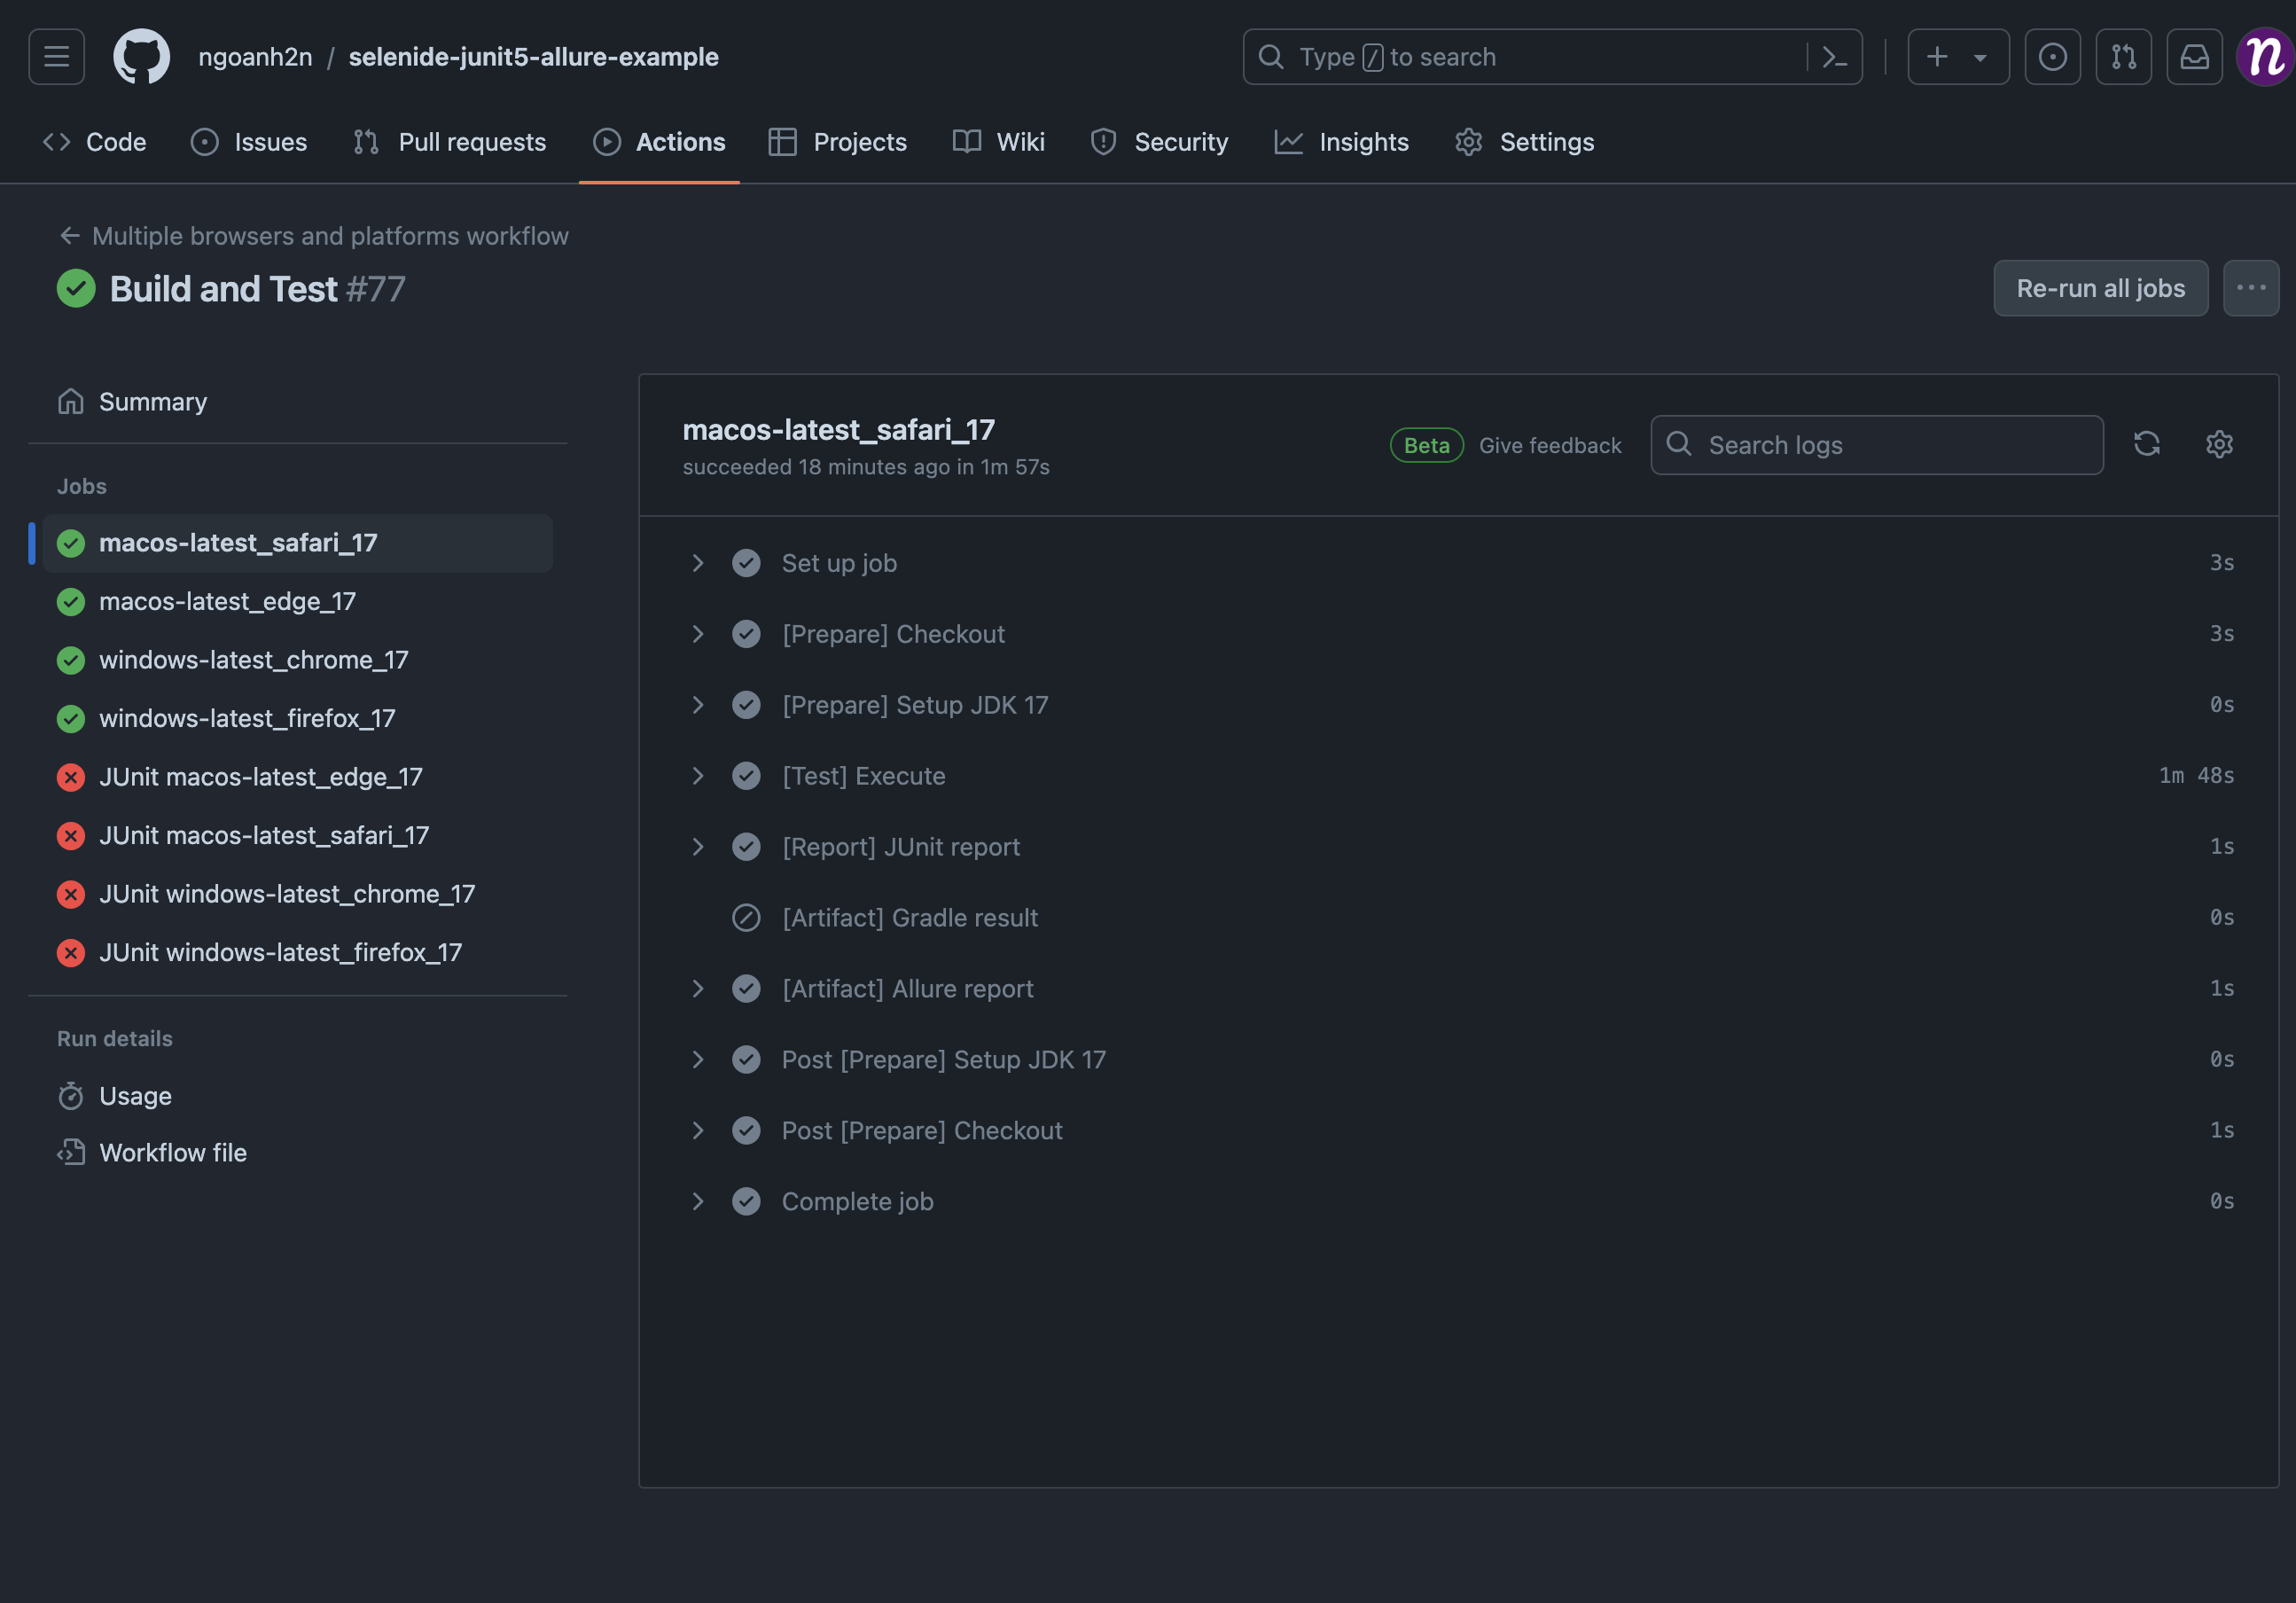 ngoanh2n / selenide-junit5-allure-example
Type / to search
n
Code Issues Pull requests Actions Projects Wiki Security Insights Settings
← Multiple browsers and platforms workflow
Build and Test #77
Re-run all jobs
Summary
Jobs
macos-latest_safari_17
macos-latest_edge_17
windows-latest_chrome_17
windows-latest_firefox_17
JUnit macos-latest_edge_17
JUnit macos-latest_safari_17
JUnit windows-latest_chrome_17
JUnit windows-latest_firefox_17
Run details
Usage
Workflow file
macos-latest_safari_17
succeeded 18 minutes ago in 1m 57s
Beta Give feedback
Search logs
Set up job 3s
[Prepare] Checkout 3s
[Prepare] Setup JDK 17 0s
[Test] Execute 1m 48s
[Report] JUnit report 1s
[Artifact] Gradle result 0s
[Artifact] Allure report 1s
Post [Prepare] Setup JDK 17 0s
Post [Prepare] Checkout 1s
Complete job 0s